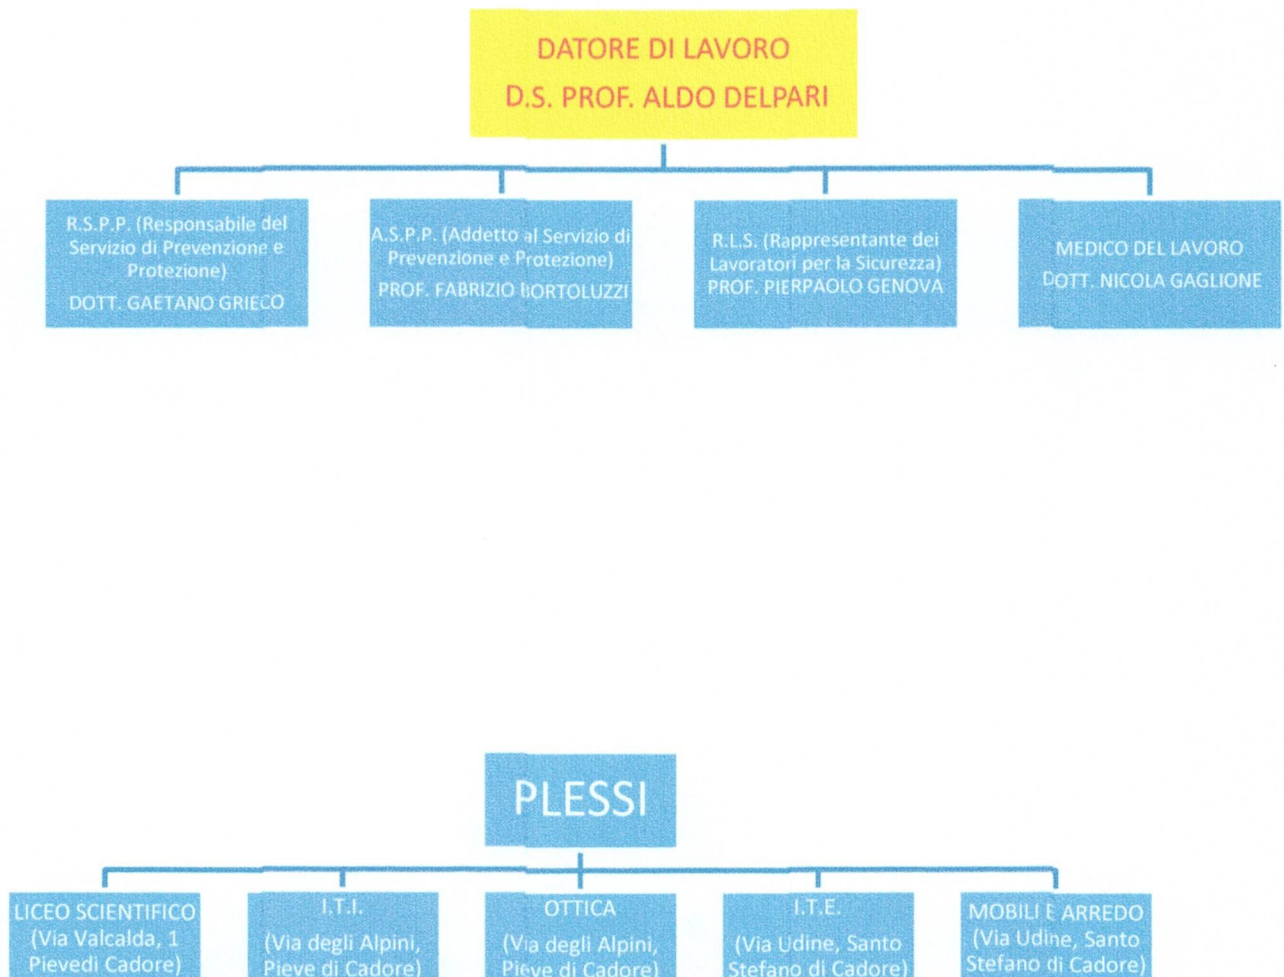 DATORE DI LAVORO
D.S. PROF. ALDO DELPARI
R.S.P.P. (Responsabile del
Servizio di Prevenzione e
Protezione)
DOTT. GAETANO GRIECO
A.S.P.P. (Addetto al Servizio di
Prevenzione e Protezione)
PROF. FABRIZIO BORTOLUZZI
R.L.S. (Rappresentante dei
Lavoratori per la Sicurezza)
PROF. PIERPAOLO GENOVA
MEDICO DEL LAVORO
DOTT. NICOLA GAGLIONE
PLESSI
LICEO SCIENTIFICO
(Via Valcalda, 1
Pievedi Cadore)
I.T.I.
(Via degli Alpini,
Pieve di Cadore)
OTTICA
(Via degli Alpini,
Pieve di Cadore)
I.T.E.
(Via Udine, Santo
Stefano di Cadore)
MOBILI E ARREDO
(Via Udine, Santo
Stefano di Cadore)